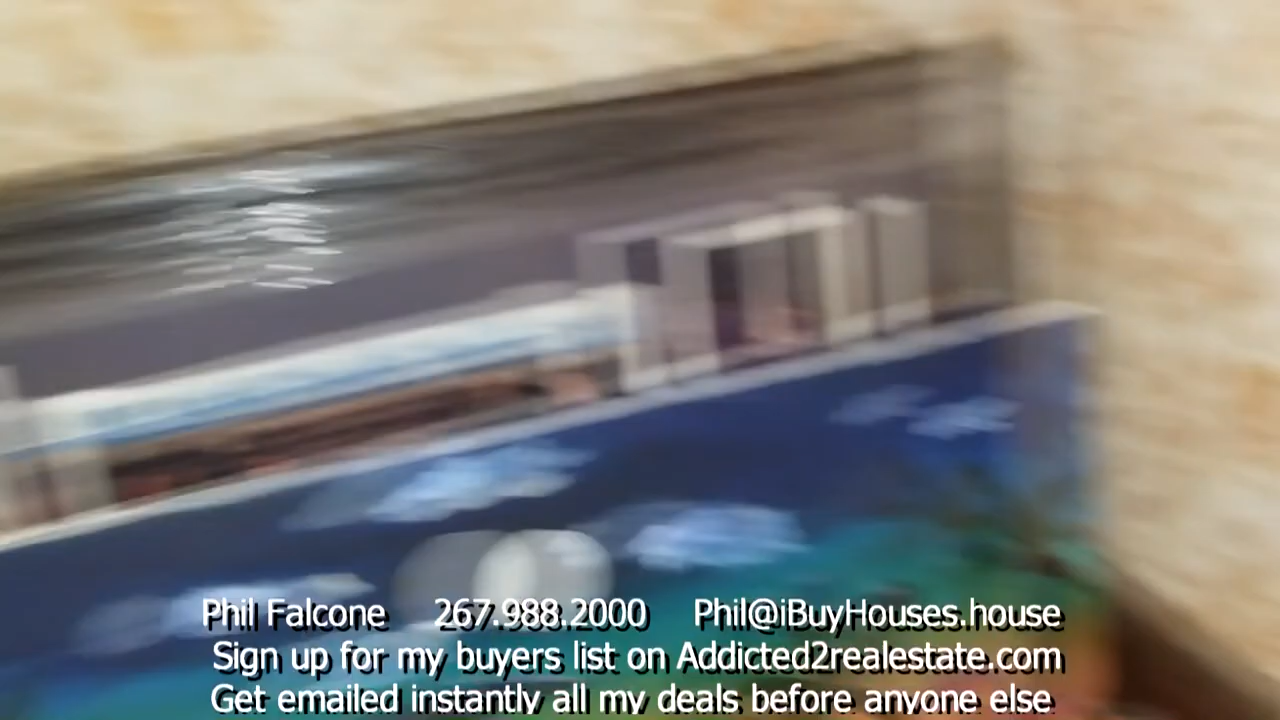 Phil Falcone 267.988.2000 Phil@iBuyHouses.house
Sign up for my buyers list on Addicted2realestate.com
Get emailed instantly all my deals before anyone else